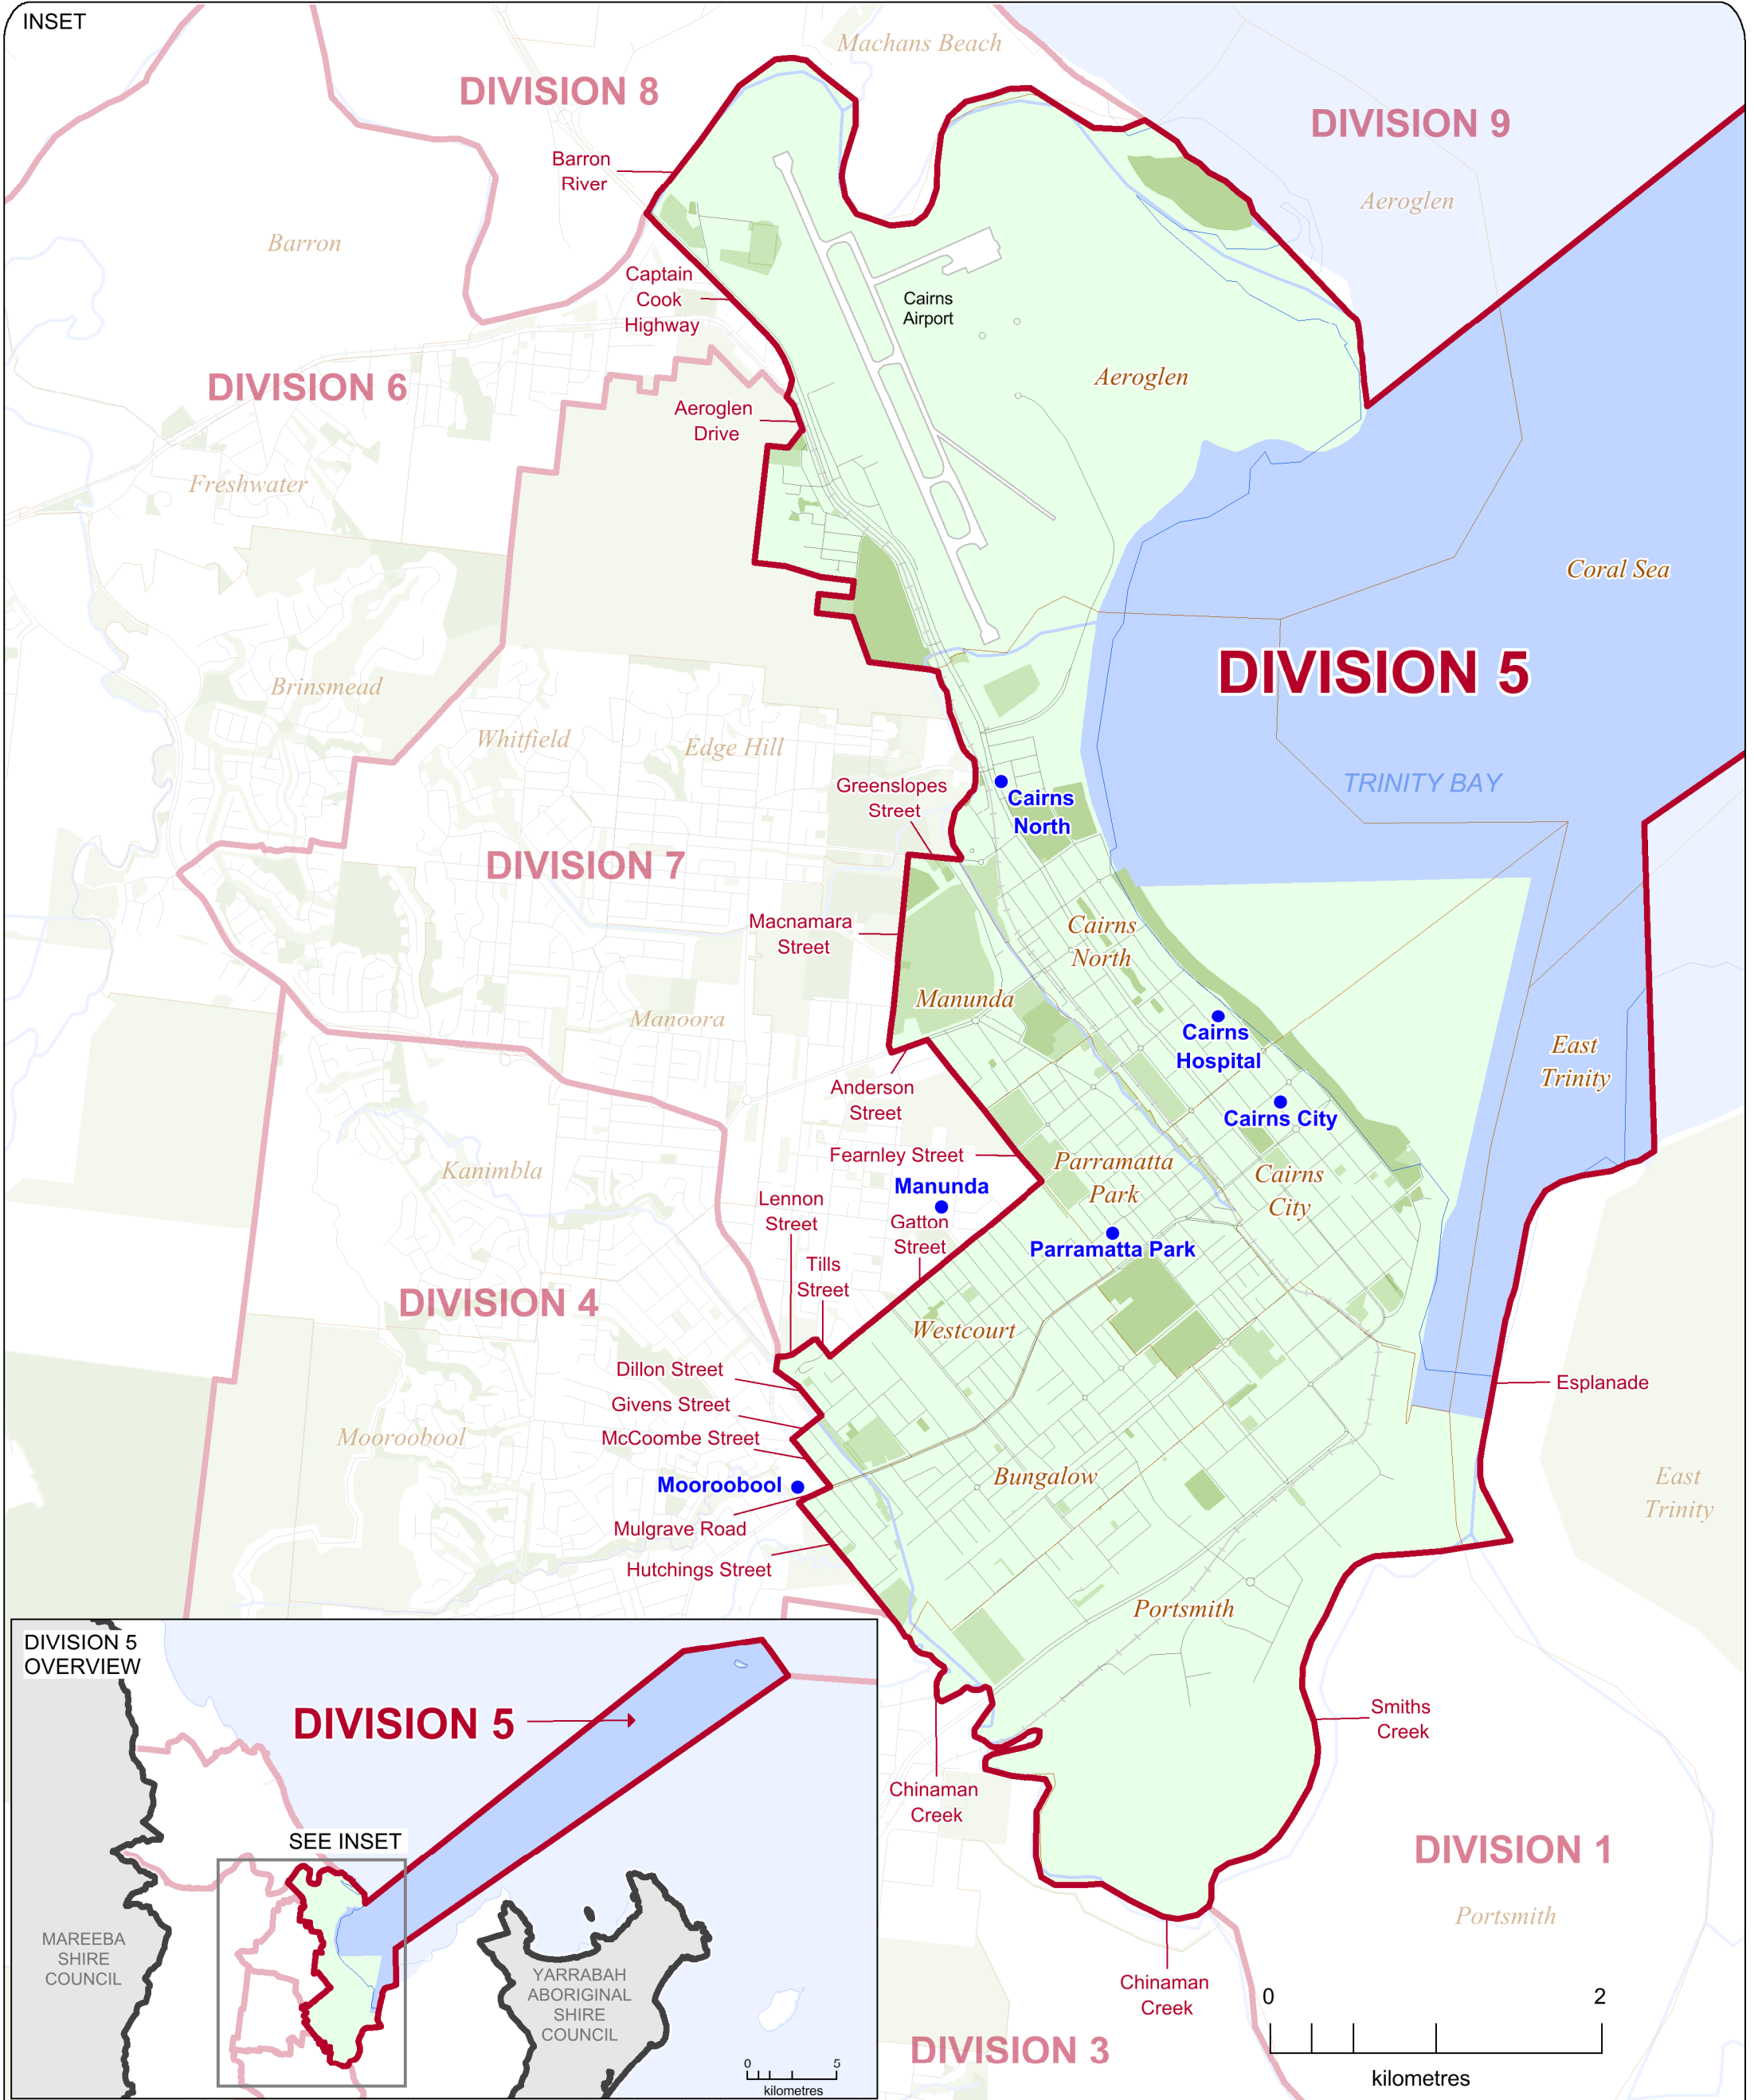 INSET
Machans Beach
DIVISION 8
DIVISION 9
Barron
River
Aeroglen
Barron
Captain
Cook
Highway
Cairns
Airport
Aeroglen
DIVISION 6
Aeroglen
Drive
Freshwater
Coral Sea
DIVISION 5
Brinsmead
Whitfield
Edge Hill
TRINITY BAY
Greenslopes
Street
Cairns
North
DIVISION 7
Macnamara
Street
Cairns
North
Manunda
Manoora
Cairns
Hospital
East
Trinity
Anderson
Street
Cairns City
Fearnley Street
Parramatta
Park
Kanimbla
Cairns
City
Manunda
Lennon
Street
Gatton
Street
Parramatta Park
Tills
Street
DIVISION 4
Westcourt
Dillon Street
Esplanade
Givens Street
McCoombe Street
Mooroobool
Bungalow
Mooroobool
East
Trinity
Mulgrave Road
Hutchings Street
Portsmith
DIVISION 5
OVERVIEW
DIVISION 5
Smiths
Creek
Chinaman
Creek
SEE INSET
DIVISION 1
Portsmith
MAREEBA
SHIRE
COUNCIL
YARRABAH
ABORIGINAL
SHIRE
COUNCIL
Chinaman
Creek
0 2
kilometres
DIVISION 3
0 5
kilometres